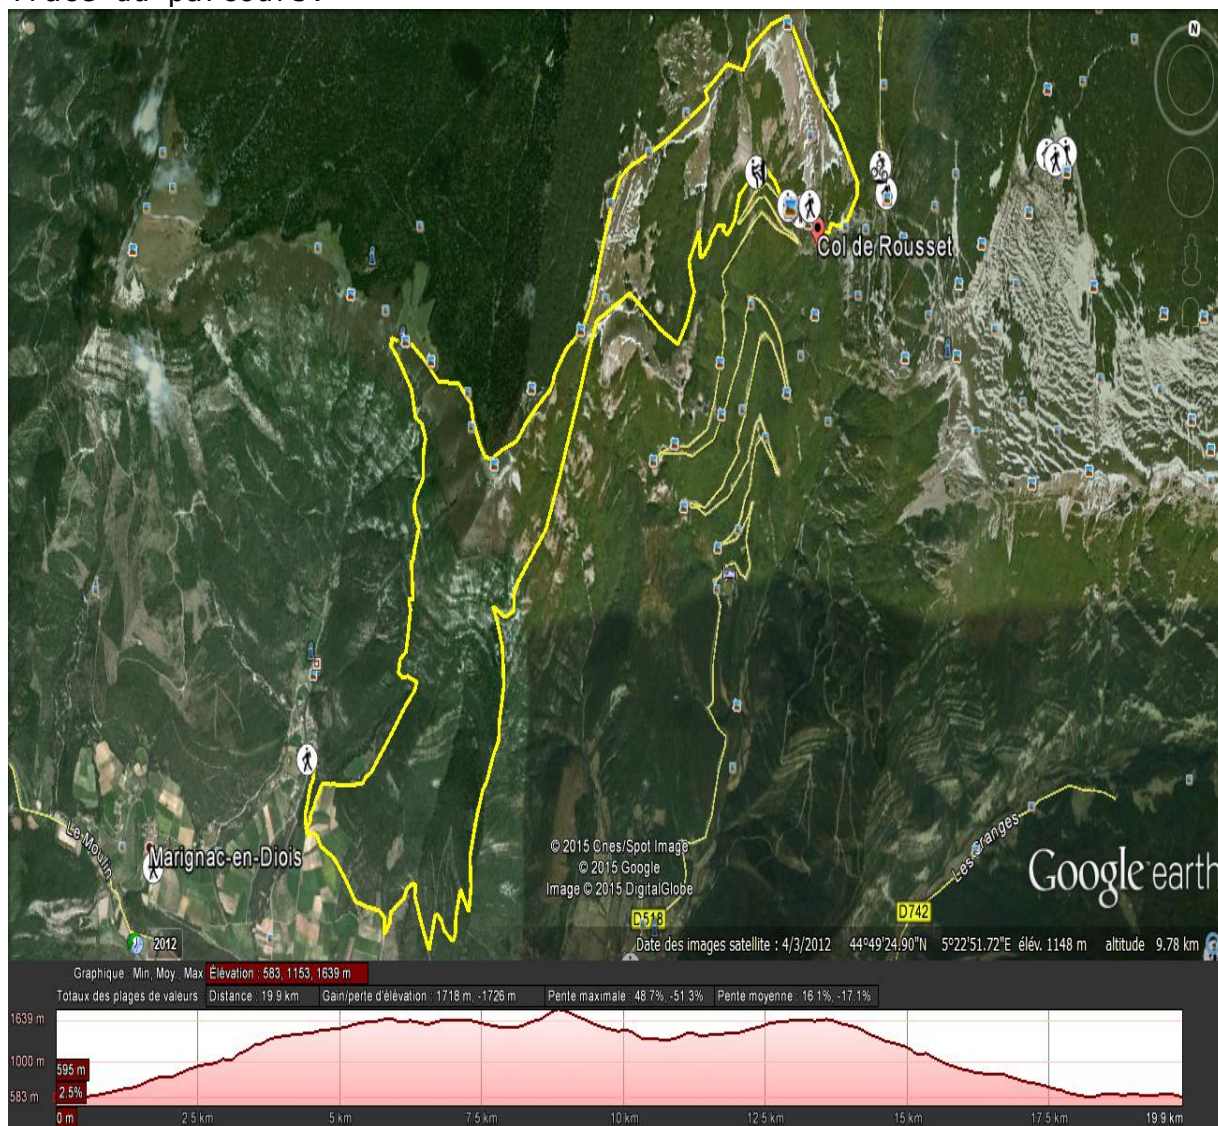 Tracé du parcours:
N
Col de Rousset
Le Moulin
Marignac-en-Diois
© 2015 Cnes/Spot Image
© 2015 Google
Image © 2015 DigitalGlobe
Les Granges
Google earth
D518
D742
2012
Date des images satellite : 4/3/2012 44°49'24.90"N 5°22'51.72"E élév. 1148 m altitude 9.78 km
Graphique : Min, Moy., Max Élévation : 583, 1153, 1639 m
Totaux des plages de valeurs : Distance : 19.9 km Gain/perte d'élévation : 1718 m, -1726 m Pente maximale : 48.7%, -51.3% Pente moyenne : 16.1%, -17.1%
1639 m
1000 m
595 m
583 m
2.5%
0 m 2.5 km 5 km 7.5 km 10 km 12.5 km 15 km 17.5 km 19.9 km